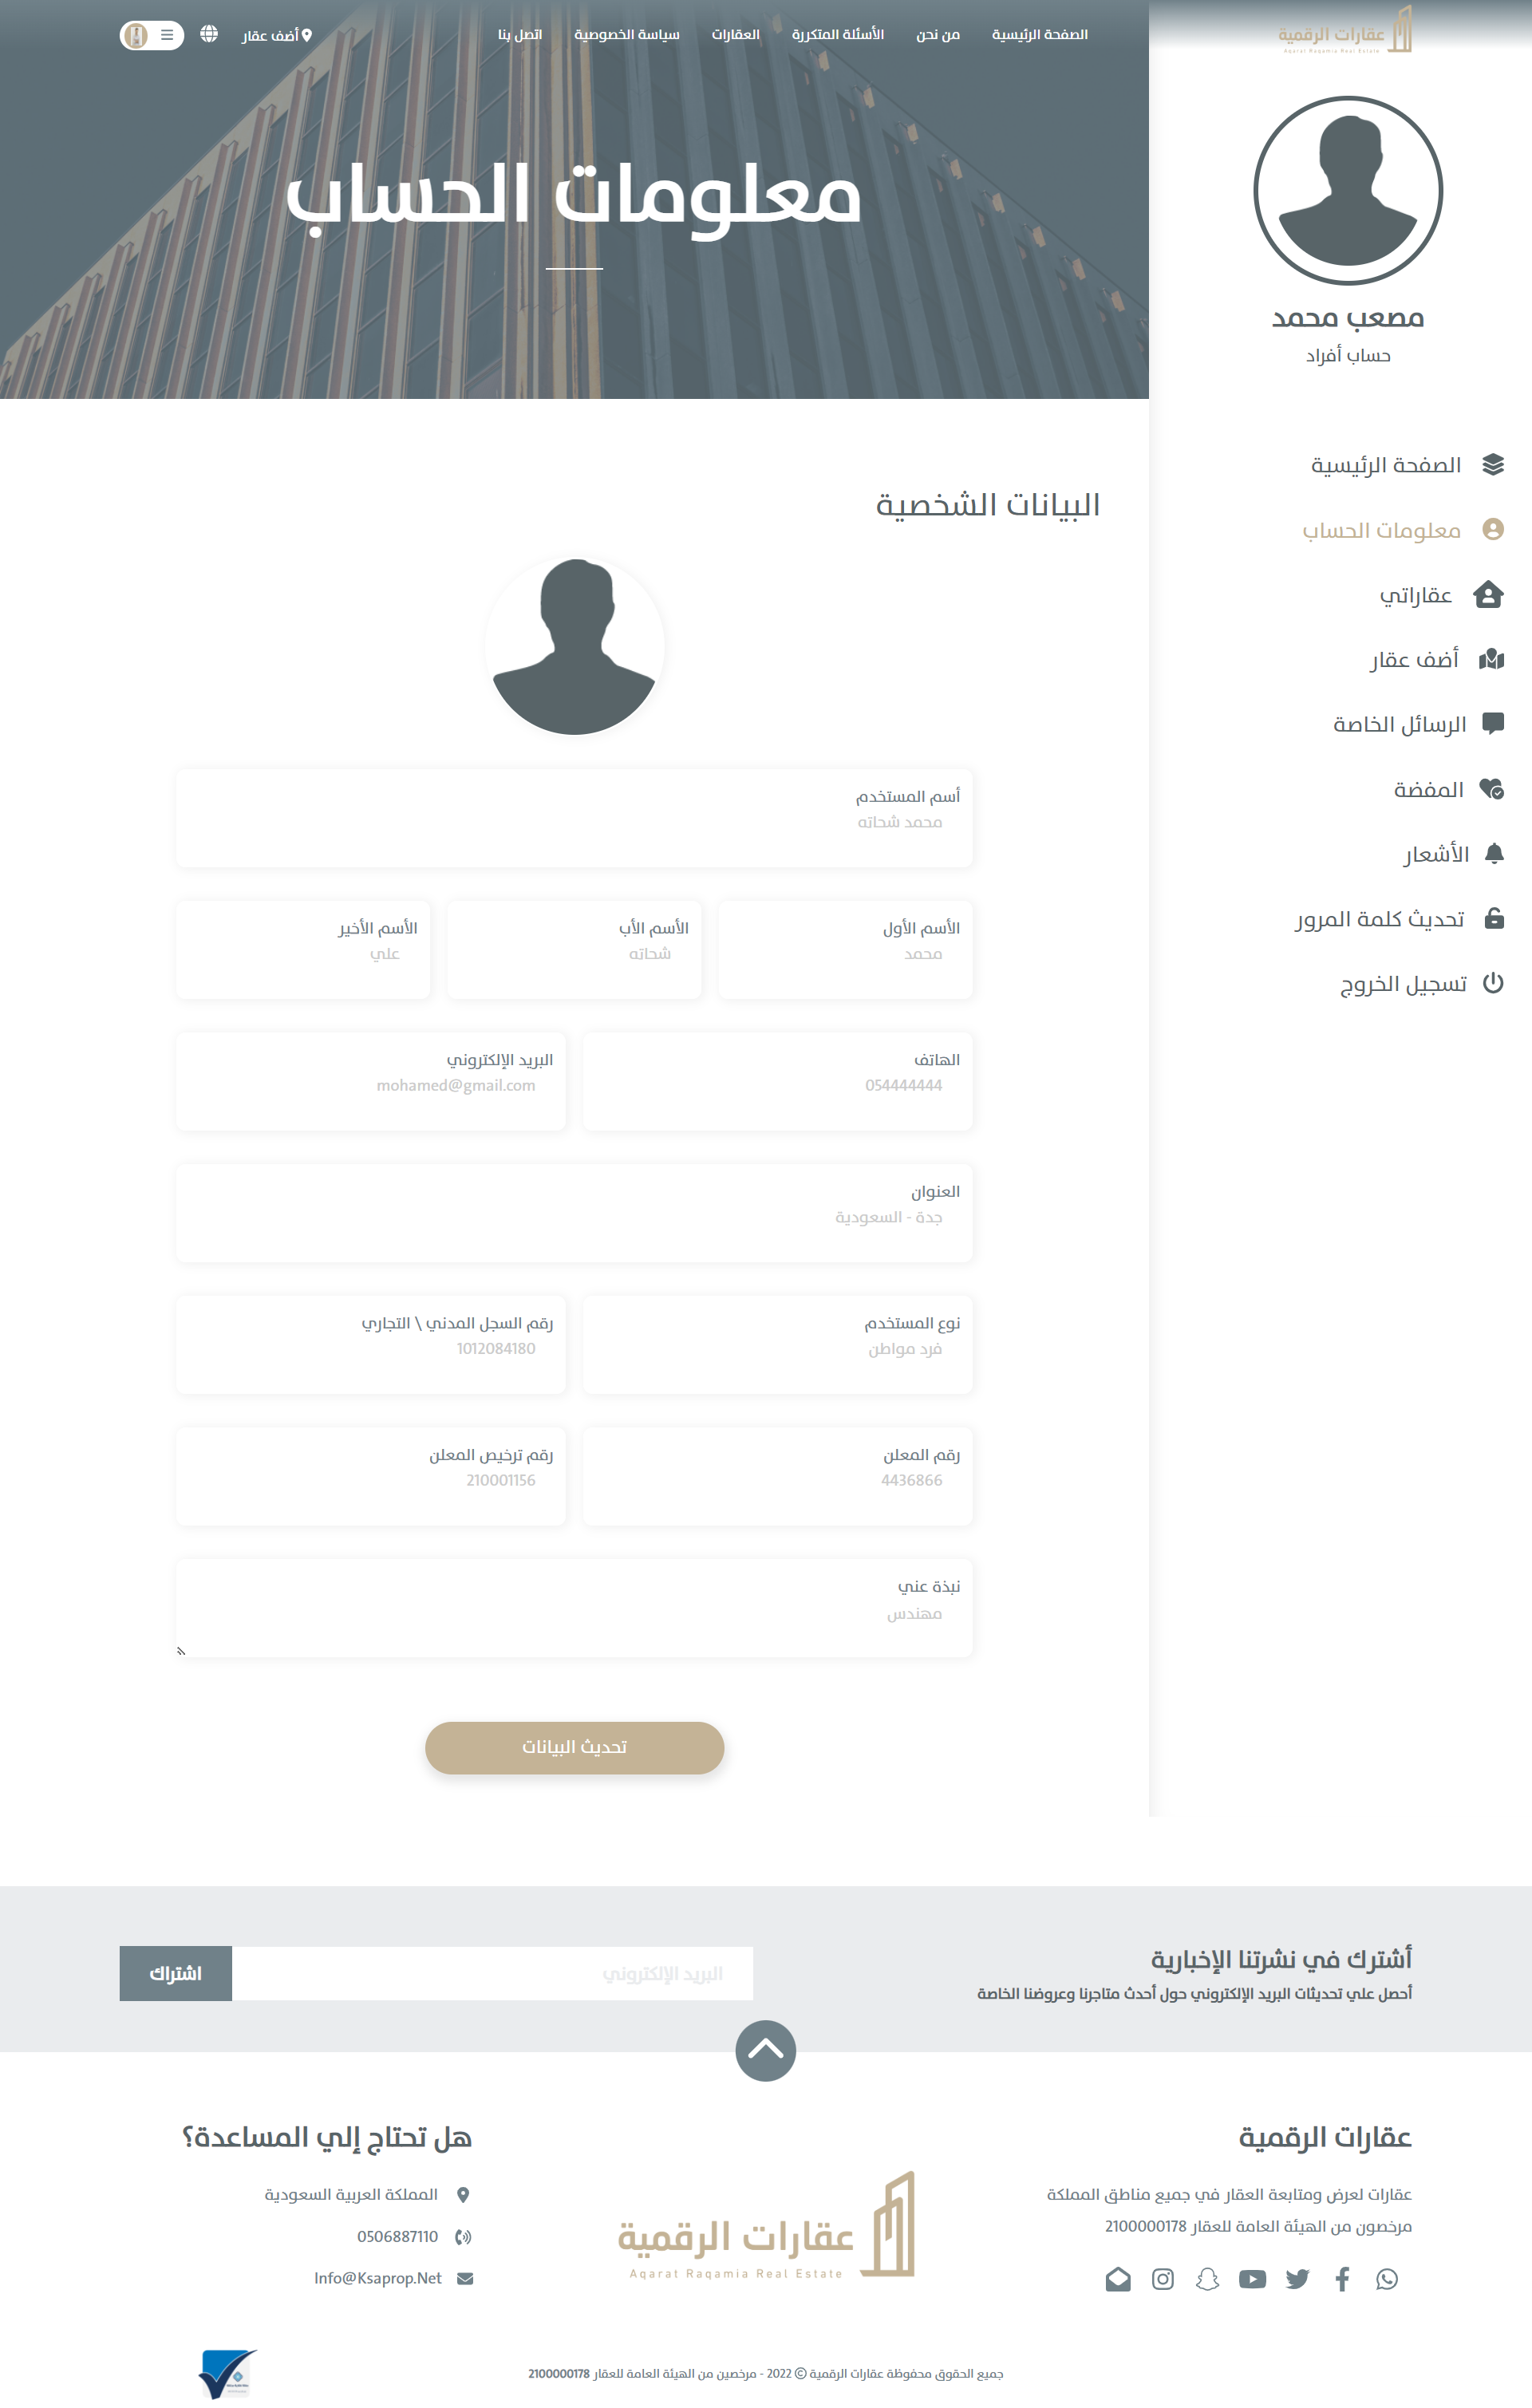 عقارات الرقمية
Aqarat Raqamia Real Estate
الصفحة الرئيسية
من نحن
الأسئلة المتكررة
العقارات
سياسة الخصوصية
اتصل بنا
أضف عقار
معلومات الحساب
مصعب محمد
حساب أفراد
الصفحة الرئيسية
معلومات الحساب
عقاراتي
أضف عقار
الرسائل الخاصة
المفضة
الأشعار
تحديث كلمة المرور
تسجيل الخروج
البيانات الشخصية
أسم المستخدم
محمد شحاته
الأسم الأول
محمد
الأسم الأب
شحاته
الأسم الأخير
علي
الهاتف
054444444
البريد الإلكتروني
mohamed@gmail.com
العنوان
جدة - السعودية
نوع المستخدم
فرد مواطن
رقم السجل المدني \ التجاري
1012084180
رقم المعلن
4436866
رقم ترخيص المعلن
210001156
نبذة عني
مهندس
تحديث البيانات
أشترك في نشرتنا الإخبارية
أحصل علي تحديثات البريد الإلكتروني حول أحدث متاجرنا وعروضنا الخاصة
البريد الإلكتروني
اشتراك
عقارات الرقمية
عقارات لعرض ومتابعة العقار في جميع مناطق المملكة
مرخصون من الهيئة العامة للعقار 2100000178
عقارات الرقمية
Aqarat Raqamia Real Estate
هل تحتاج إلي المساعدة؟
المملكة العربية السعودية
0506887110
Info@Ksaprop.Net
جميع الحقوق محفوظة عقارات الرقمية © 2022 - مرخصين من الهيئة العامة للعقار 2100000178